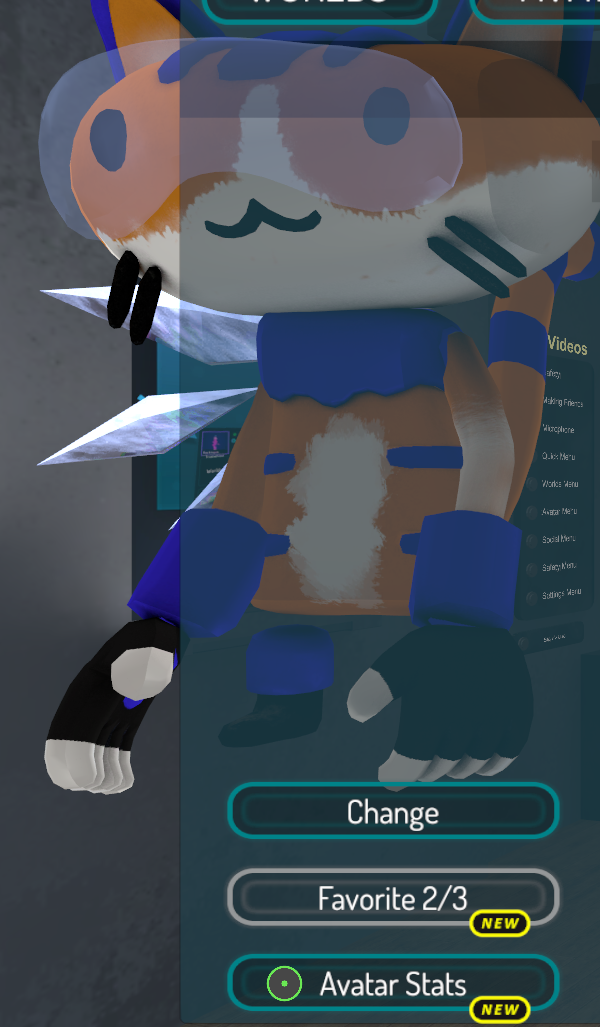 Videos
Safety
Making Friends
Microphone
Quick Menu
Worlds Menu
Avatar Menu
Social Menu
Safety Menu
Settings Menu
Change
Favorite 2/3
NEW
Avatar Stats
NEW